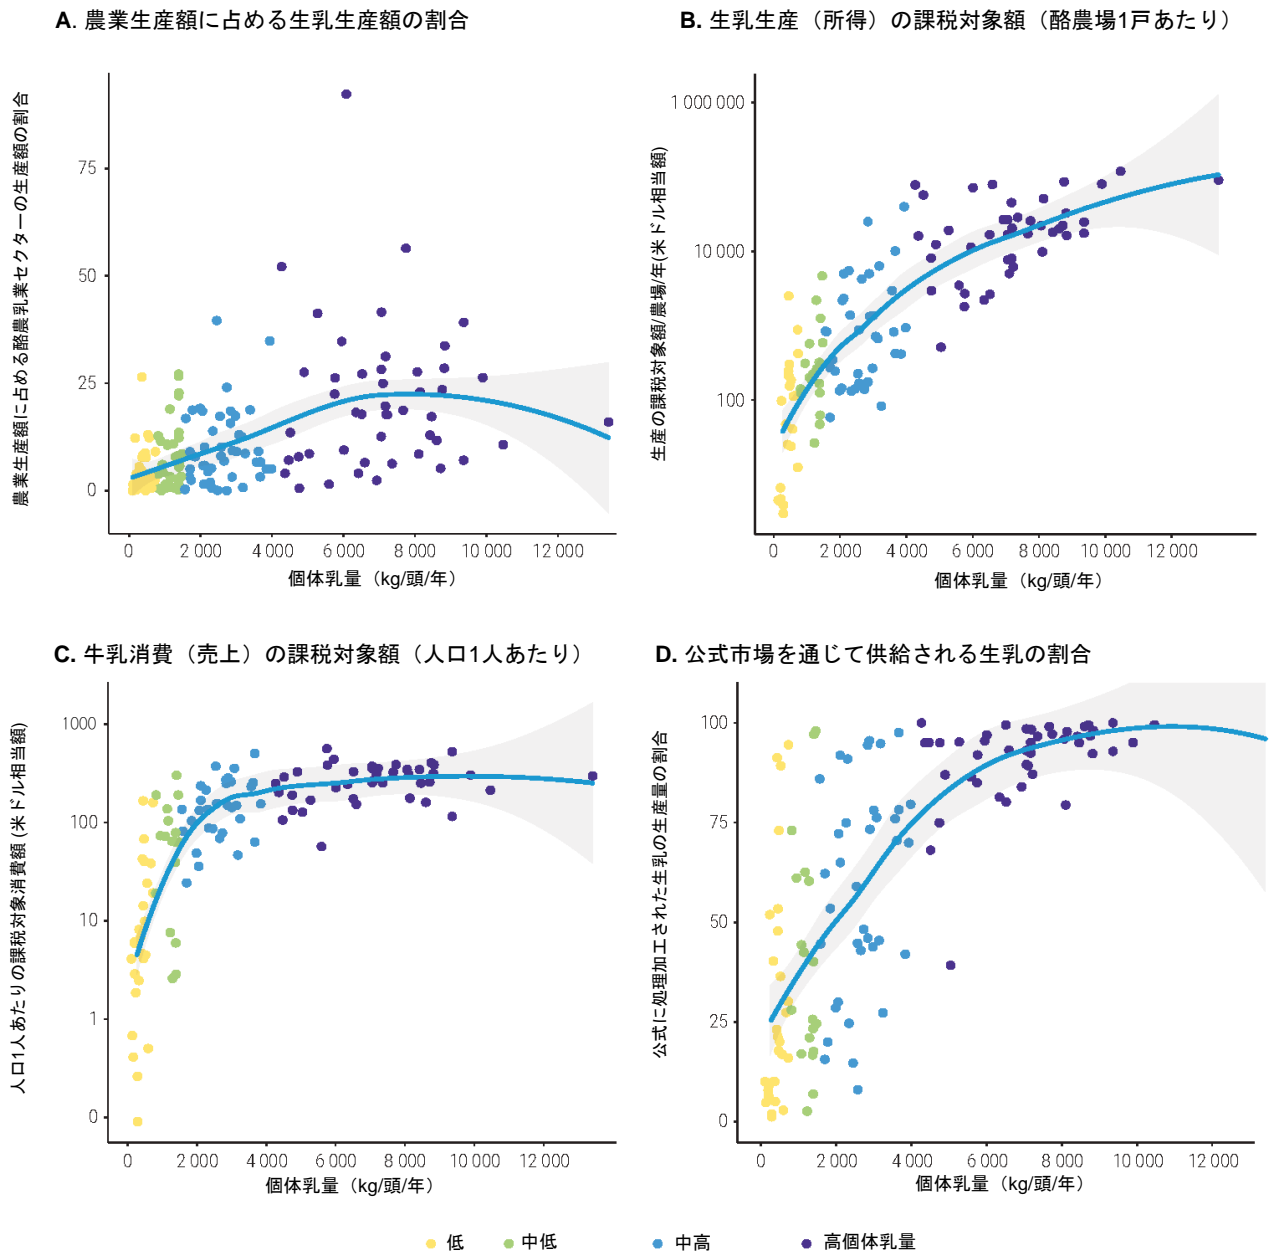 A. 農業生産額に占める生乳生産額の割合
農業生産額に占める酪農乳業セクターの生産額の割合
75
50
25
0
0 2 000 4 000 6 000 8 000 10 000 12 000
個体乳量（kg/頭/年）
B. 生乳生産（所得）の課税対象額（酪農場1戸あたり）
生産の課税対象額/農場/年(米ドル相当額)
1 000 000
10 000
100
0 2 000 4 000 6 000 8 000 10 000 12 000
個体乳量（kg/頭/年）
C. 牛乳消費（売上）の課税対象額（人口1人あたり）
人口1人あたりの課税対象消費額 (米ドル相当額)
1000
100
10
1
0
0 2 000 4 000 6 000 8 000 10 000 12 000
個体乳量（kg/頭/年）
D. 公式市場を通じて供給される生乳の割合
公式に処理加工された生乳の生産量の割合
100
75
50
25
0
0 2 000 4 000 6 000 8 000 10 000 12 000
個体乳量（kg/頭/年）
低 中低 中高 高個体乳量